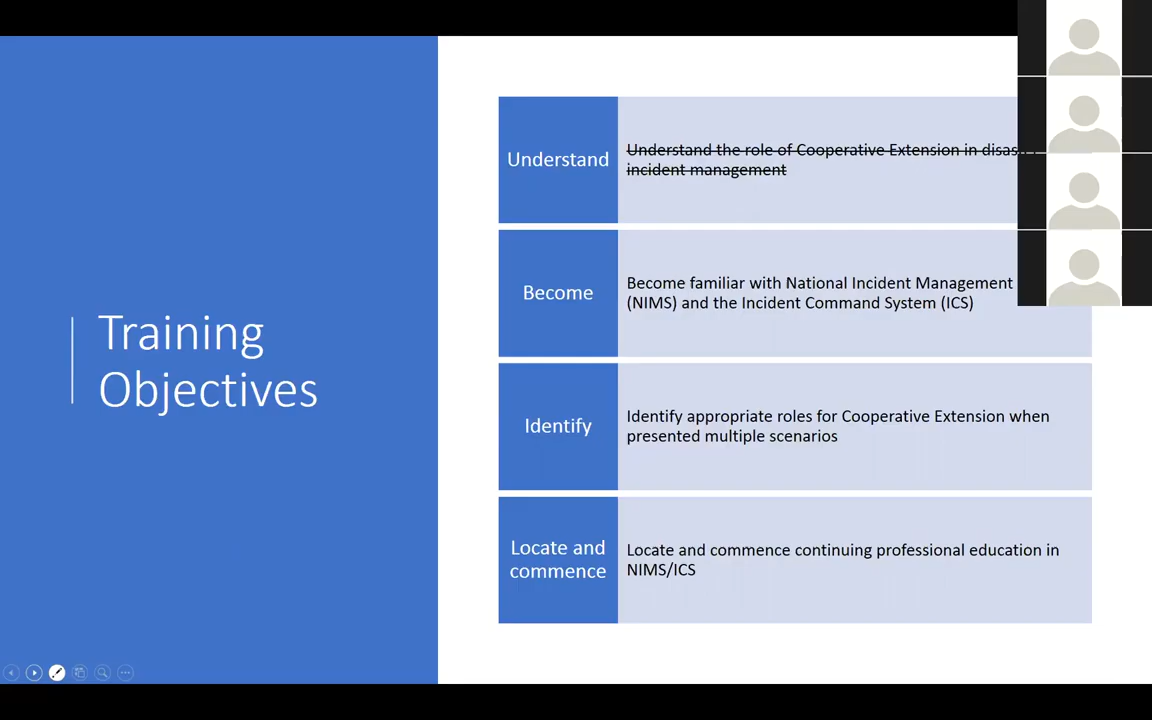 Training
Objectives
Understand
Understand the role of Cooperative Extension in
incident management
Become
Become familiar with National Incident Management
(NIMS) and the Incident Command System (ICS)
Identify
Identify appropriate roles for Cooperative Extension when
presented multiple scenarios
Locate and
commence
Locate and commence continuing professional education in
NIMS/ICS